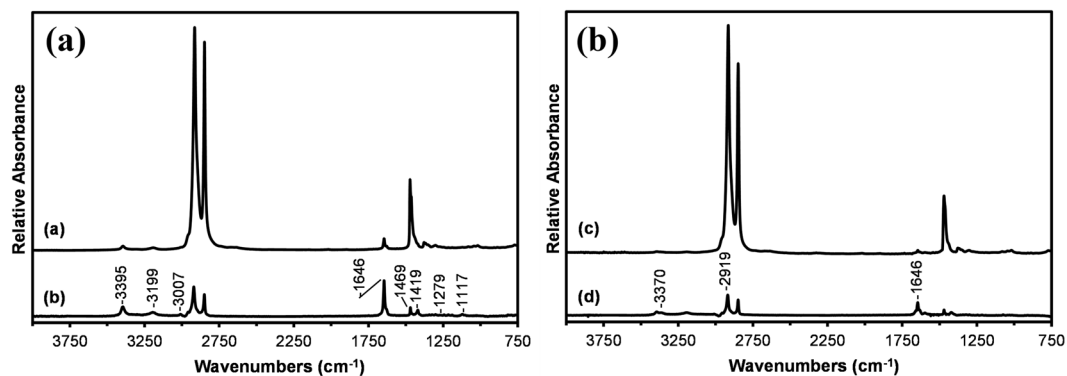 (a)
Relative Absorbance
(a)
(b)
3395
3199
3007
1646
1469
1419
1279
1117
3750 3250 2750 2250 1750 1250 750
Wavenumbers (cm-1)
(b)
Relative Absorbance
(c)
(d)
3370
2919
1646
3750 3250 2750 2250 1750 1250 750
Wavenumbers (cm-1)